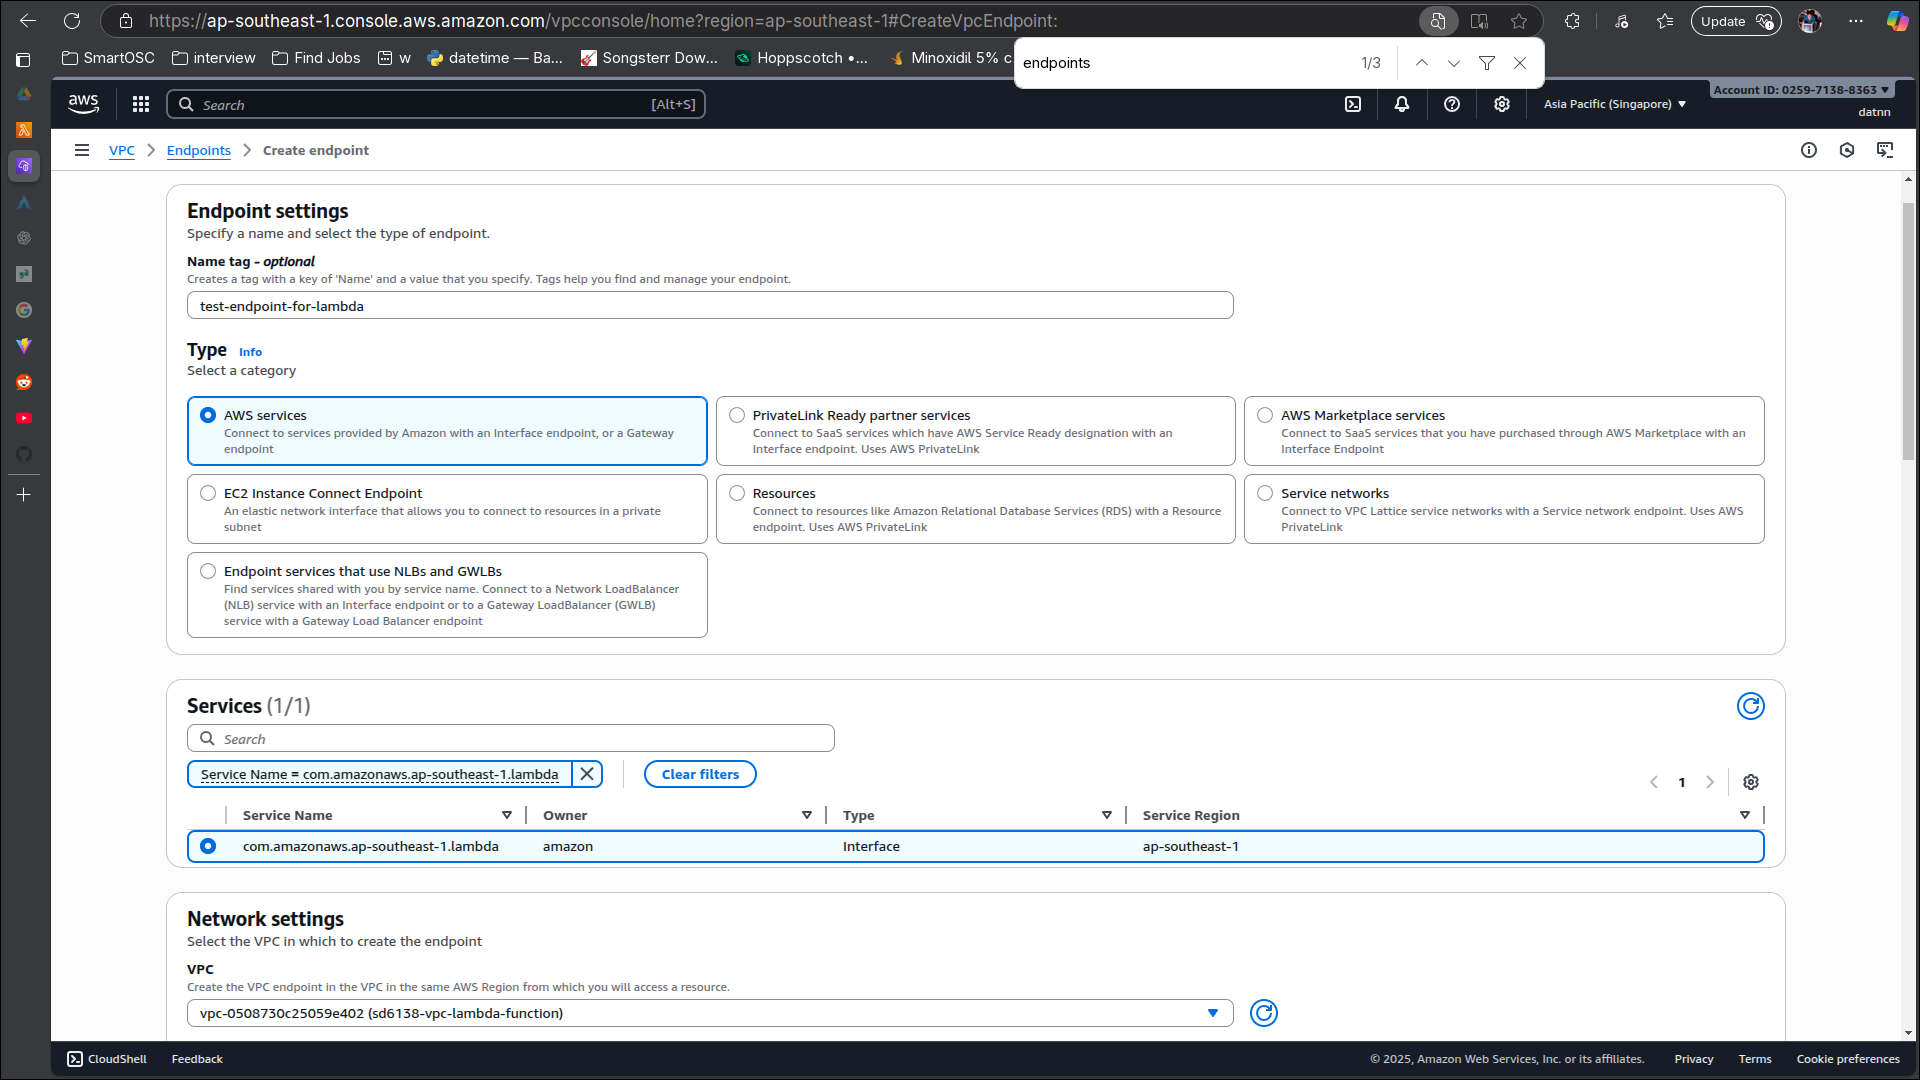 https://ap-southeast-1.console.aws.amazon.com/vpcconsole/home?region=ap-southeast-1#CreateVpcEndpoint:
Update
SmartOSC
interview
Find Jobs
w
datetime — Ba...
Songsterr Dow...
Hoppscotch •...
Minoxidil 5% c
endpoints
1/3
aws
Search
[Alt+S]
Asia Pacific (Singapore)
Account ID: 0259-7138-8363
datnn
VPC
Endpoints
Create endpoint
Endpoint settings
Specify a name and select the type of endpoint.
Name tag - optional
Creates a tag with a key of 'Name' and a value that you specify. Tags help you find and manage your endpoint.
test-endpoint-for-lambda
Type
Info
Select a category
AWS services
Connect to services provided by Amazon with an Interface endpoint, or a Gateway
endpoint
PrivateLink Ready partner services
Connect to SaaS services which have AWS Service Ready designation with an
Interface endpoint. Uses AWS PrivateLink
AWS Marketplace services
Connect to SaaS services that you have purchased through AWS Marketplace with an
Interface Endpoint
EC2 Instance Connect Endpoint
An elastic network interface that allows you to connect to resources in a private
subnet
Resources
Connect to resources like Amazon Relational Database Services (RDS) with a Resource
endpoint. Uses AWS PrivateLink
Service networks
Connect to VPC Lattice service networks with a Service network endpoint. Uses AWS
PrivateLink
Endpoint services that use NLBs and GWLBs
Find services shared with you by service name. Connect to a Network LoadBalancer
(NLB) service with an Interface endpoint or to a Gateway LoadBalancer (GWLB)
service with a Gateway Load Balancer endpoint
Services (1/1)
Search
Service Name = com.amazonaws.ap-southeast-1.lambda
Clear filters
1
Service Name
Owner
Type
Service Region
com.amazonaws.ap-southeast-1.lambda
amazon
Interface
ap-southeast-1
Network settings
Select the VPC in which to create the endpoint
VPC
Create the VPC endpoint in the VPC in the same AWS Region from which you will access a resource.
vpc-0508730c25059e402 (sd6138-vpc-lambda-function)
CloudShell
Feedback
© 2025, Amazon Web Services, Inc. or its affiliates.
Privacy
Terms
Cookie preferences